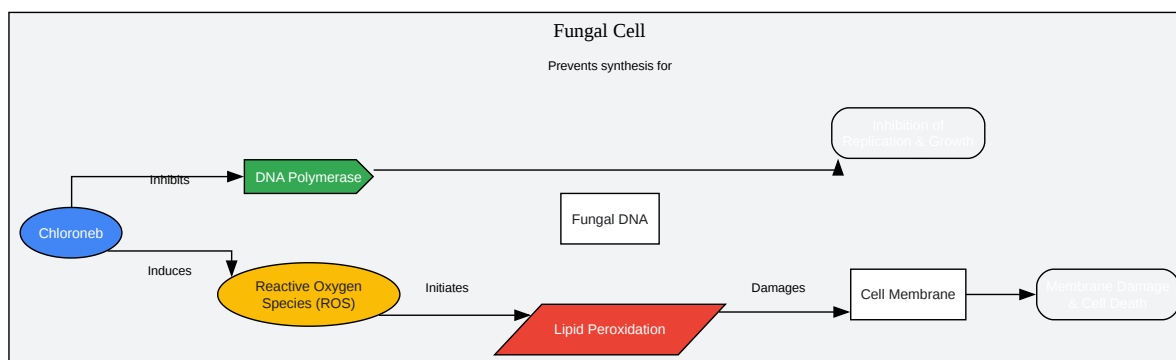 Fungal Cell
Prevents synthesis for
Inhibition of
Replication & Growth
Inhibits
DNA Polymerase
Fungal DNA
Chloroneb
Induces
Reactive Oxygen
Species (ROS)
Initiates
Lipid Peroxidation
Damages
Cell Membrane
Membrane Damage
& Cell Death